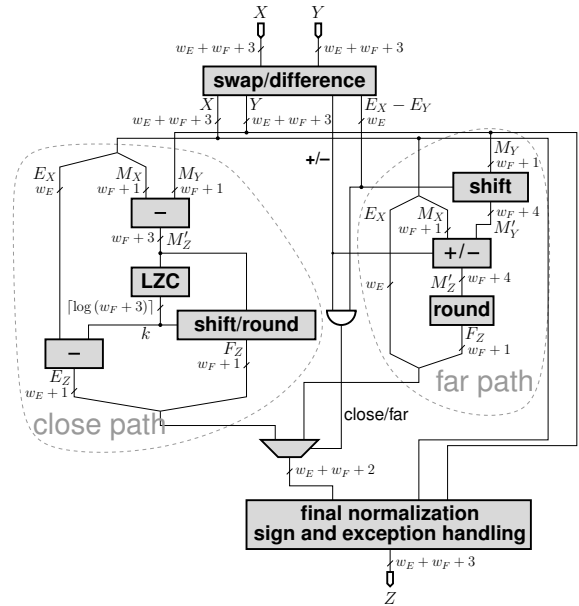 X Y
w_E + w_F + 3 w_E + w_F + 3
swap/difference
X Y E_X − E_Y
w_E + w_F + 3 w_E + w_F + 3 w_E
+/−
M_Y
w_F + 1
E_X M_X M_Y
w_E w_F + 1 w_F + 1
shift
w_F + 4
M′_Y
E_X M_X
w_F + 1
−
+/−
w_F + 3 M′_Z
LZC
w_E
M′_Z w_F + 4
⌈log (w_F + 3)⌉
shift/round
round
k
−
F_Z
w_F + 1
F_Z
w_F + 1
E_Z
w_E + 1
far path
close path
close/far
w_E + w_F + 2
final normalization
sign and exception handling
w_E + w_F + 3
Z